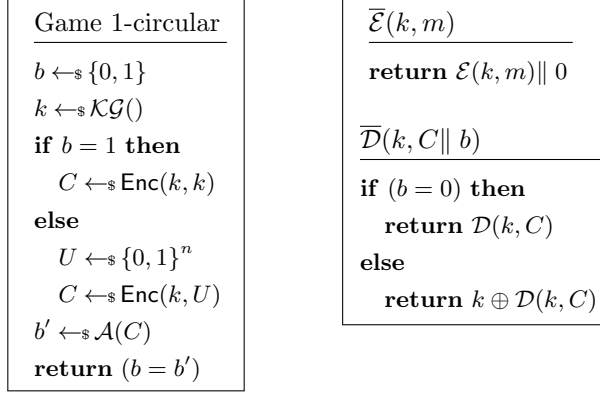 Game 1-circular
b ←$ {0, 1}
k ←$ 𝒦𝒢()
if b = 1 then
C ←$ Enc(k, k)
else
U ←$ {0, 1}ⁿ
C ←$ Enc(k, U)
b′ ←$ 𝒜(C)
return (b = b′)
ℰ̅(k, m)
return ℰ(k, m)‖ 0
𝒟̅(k, C‖ b)
if (b = 0) then
return 𝒟(k, C)
else
return k ⊕ 𝒟(k, C)